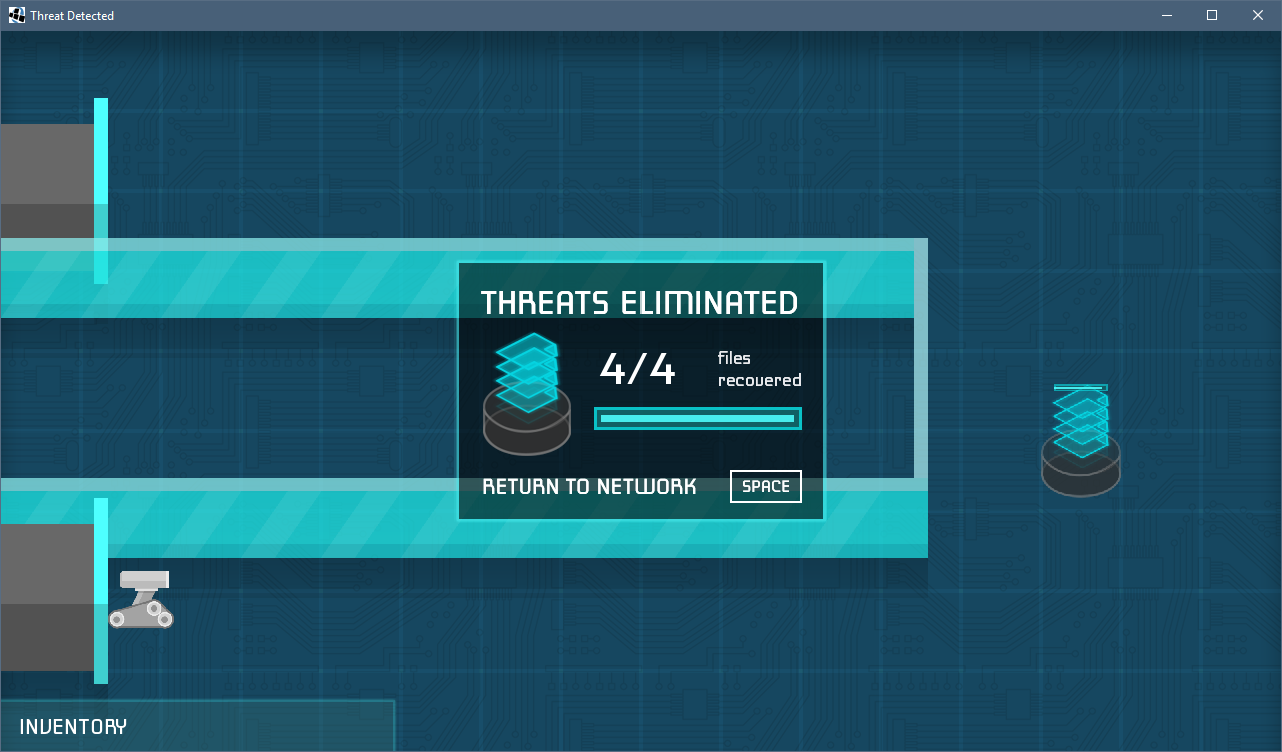 Threat Detected
THREATS ELIMINATED
4/4
files
recovered
RETURN TO NETWORK
SPACE
INVENTORY